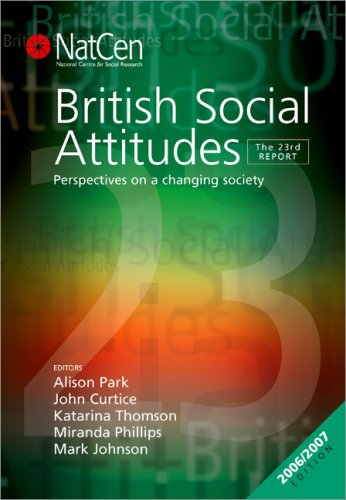 NatCen
National Centre for Social Research
British Social
Attitudes
The 23rd
REPORT
Perspectives on a changing society
23
EDITORS
Alison Park
John Curtice
Katarina Thomson
Miranda Phillips
Mark Johnson
2006/2007
EDITION